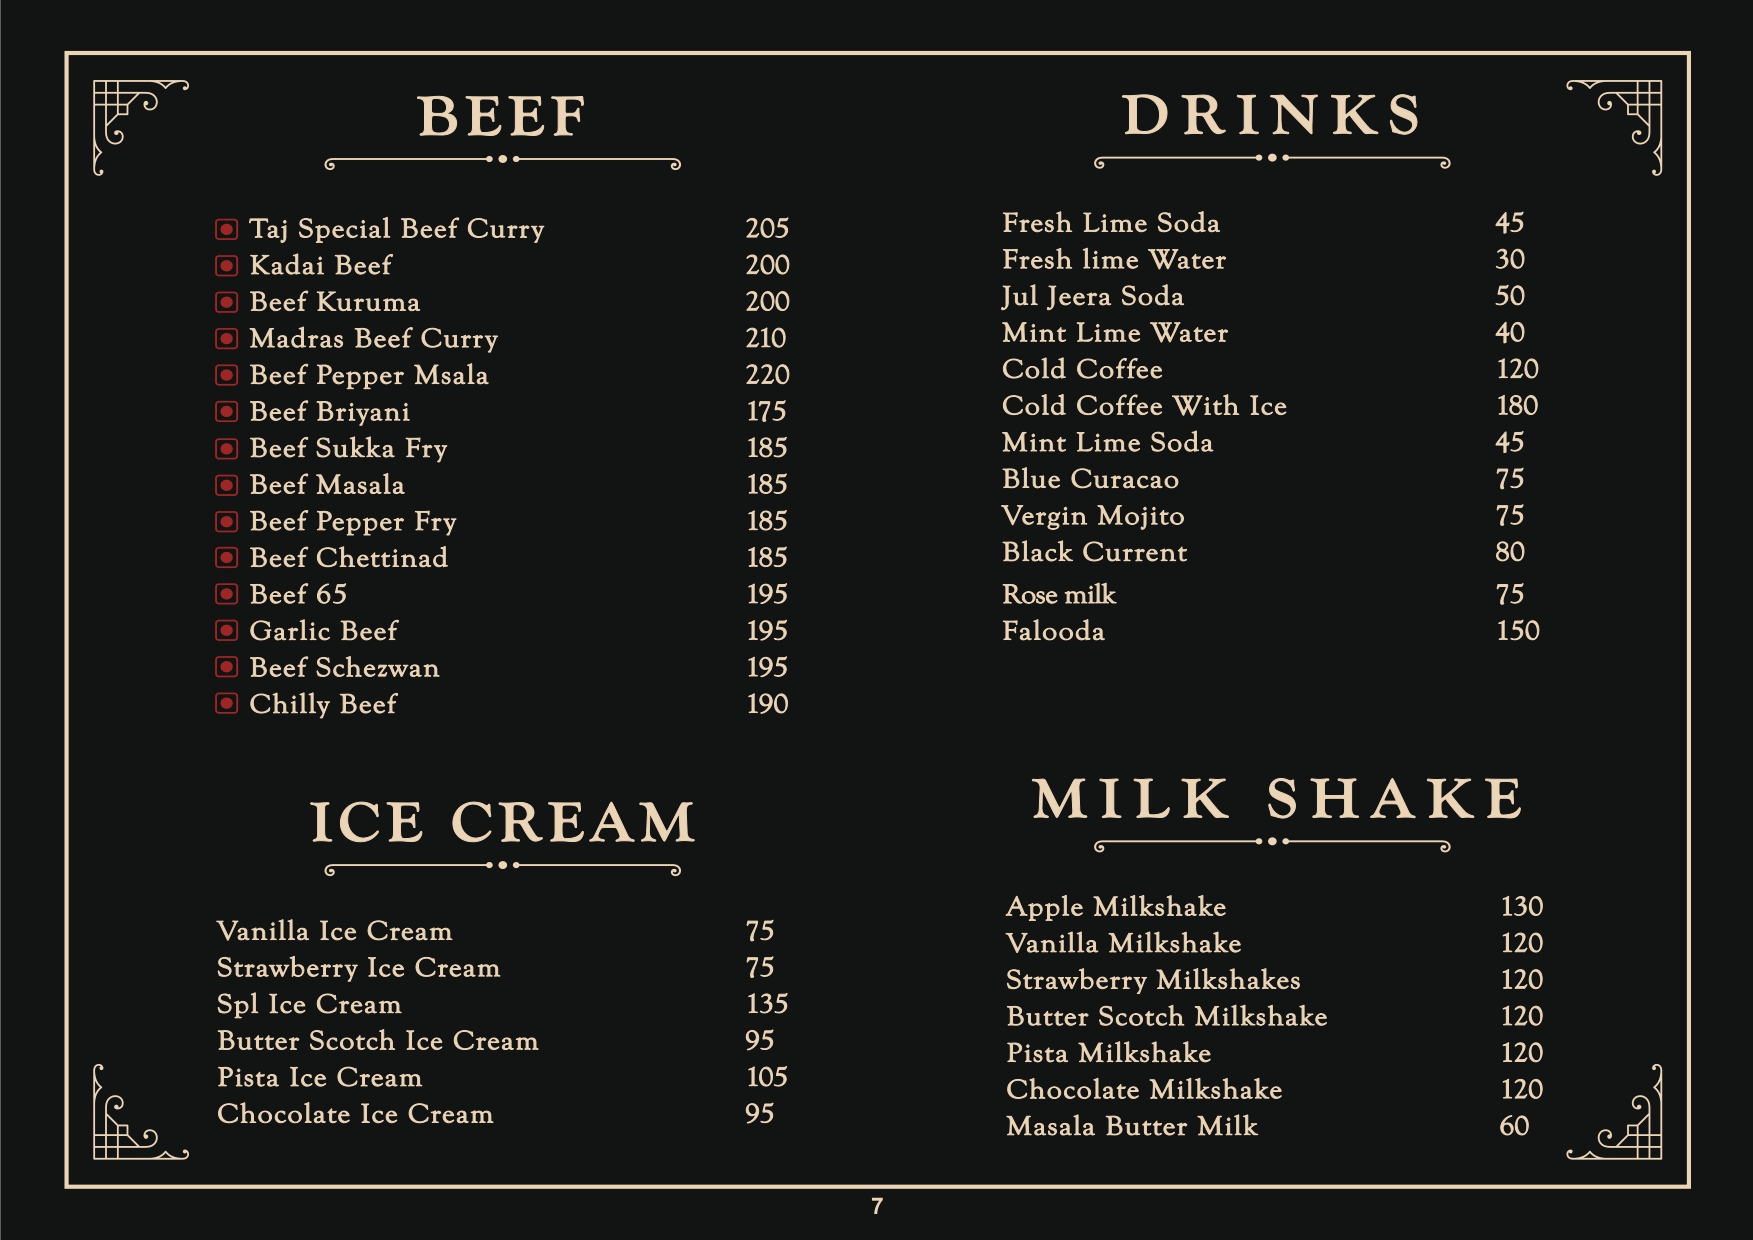 BEEF
Taj Special Beef Curry 205
Kadai Beef 200
Beef Kuruma 200
Madras Beef Curry 210
Beef Pepper Msala 220
Beef Briyani 175
Beef Sukka Fry 185
Beef Masala 185
Beef Pepper Fry 185
Beef Chettinad 185
Beef 65 195
Garlic Beef 195
Beef Schezwan 195
Chilly Beef 190
ICE CREAM
Vanilla Ice Cream 75
Strawberry Ice Cream 75
Spl Ice Cream 135
Butter Scotch Ice Cream 95
Pista Ice Cream 105
Chocolate Ice Cream 95
DRINKS
Fresh Lime Soda 45
Fresh lime Water 30
Jul Jeera Soda 50
Mint Lime Water 40
Cold Coffee 120
Cold Coffee With Ice 180
Mint Lime Soda 45
Blue Curacao 75
Vergin Mojito 75
Black Current 80
Rose milk 75
Falooda 150
MILK SHAKE
Apple Milkshake 130
Vanilla Milkshake 120
Strawberry Milkshakes 120
Butter Scotch Milkshake 120
Pista Milkshake 120
Chocolate Milkshake 120
Masala Butter Milk 60
7